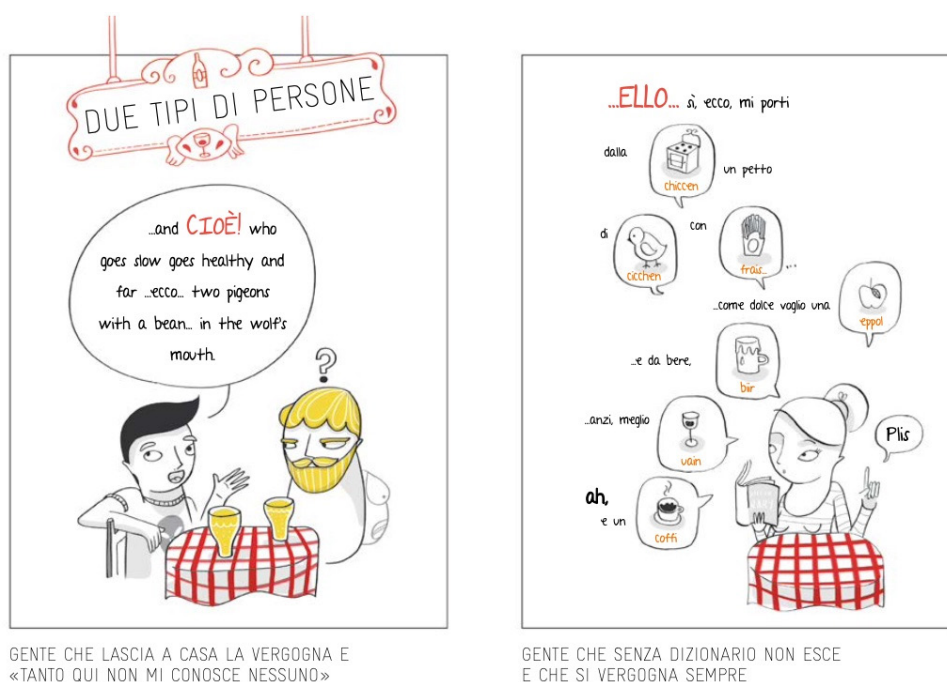 DUE TIPI DI PERSONE
...and CIOÈ! who
goes slow goes healthy and
far ...ecco... two pigeons
with a bean... in the wolf's
mouth.
?
GENTE CHE LASCIA A CASA LA VERGOGNA E
«TANTO QUI NON MI CONOSCE NESSUNO»
...ELLO... sì, ecco, mi porti
dalla
chiccen
un petto
di
cicchen
con
frais...
...
...come dolce voglio una
eppol
...e da bere,
bir
...anzi, meglio
vain
Plis
ah,
e un
coffi
GENTE CHE SENZA DIZIONARIO NON ESCE
E CHE SI VERGOGNA SEMPRE